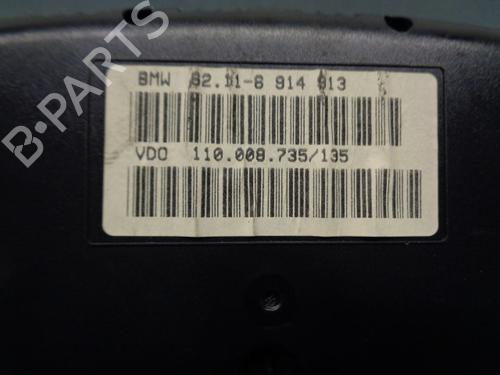 BMW 62.11-6 914 913
VDO 110.008.735/135
B-PARTS